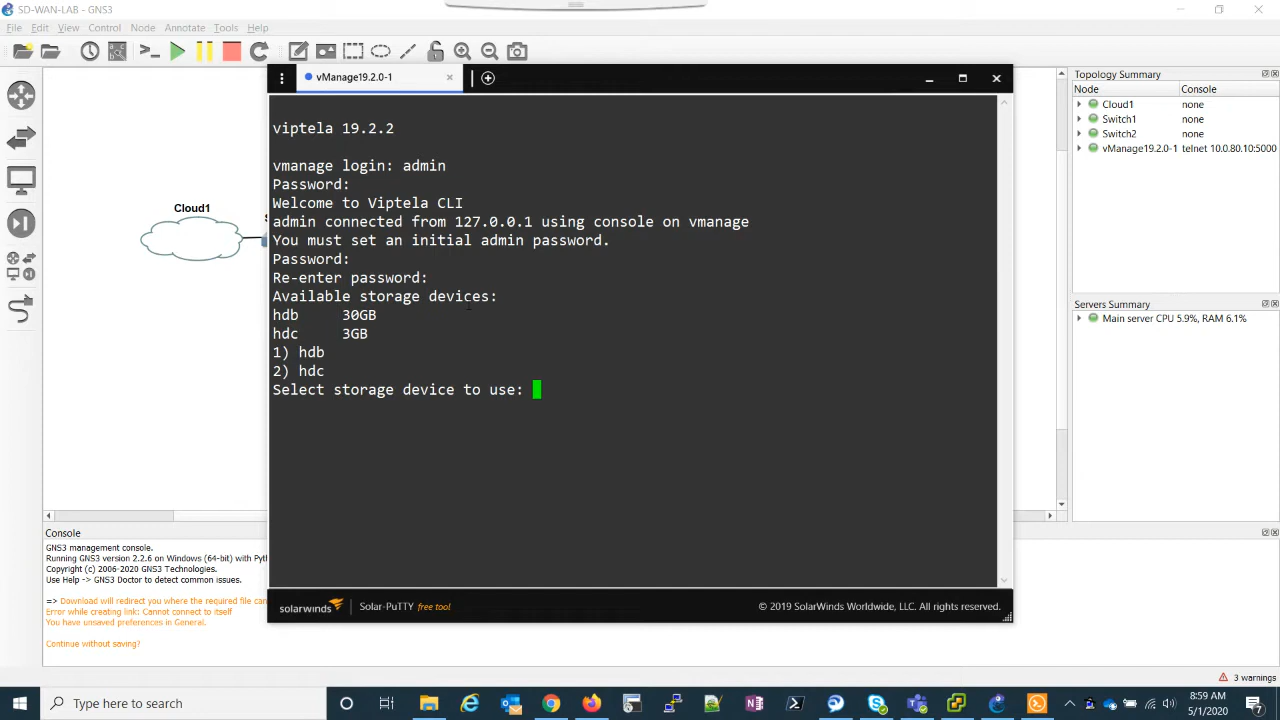 SD-WAN-LAB - GNS3
File Edit View Control Node Annotate Tools Help
vManage19.2.0-1
viptela 19.2.2
vmanage login: admin
Password:
Welcome to Viptela CLI
admin connected from 127.0.0.1 using console on vmanage
You must set an initial admin password.
Password:
Re-enter password:
Available storage devices:
hdb 30GB
hdc 3GB
1) hdb
2) hdc
Select storage device to use:
solarwinds Solar-PuTTY free tool © 2019 SolarWinds Worldwide, LLC. All rights reserved.
Cloud1
Topology Summary
Node Console
Cloud1 none
Switch1 none
Switch2 none
vManage19.2.0-1 telnet 10.0.80.10:5000
Servers Summary
Main server CPU 5.9%, RAM 6.1%
Console
GNS3 management console.
Running GNS3 version 2.2.6 on Windows (64-bit) with
Copyright (c) 2006-2020 GNS3 Technologies.
Use Help -> GNS3 Doctor to detect common issues.
=> Download will redirect you where the required file
Error while creating link: Cannot connect to itself
You have unsaved preferences in General.
Continue without saving?
3 warnings
Type here to search
8:59 AM
5/1/2020